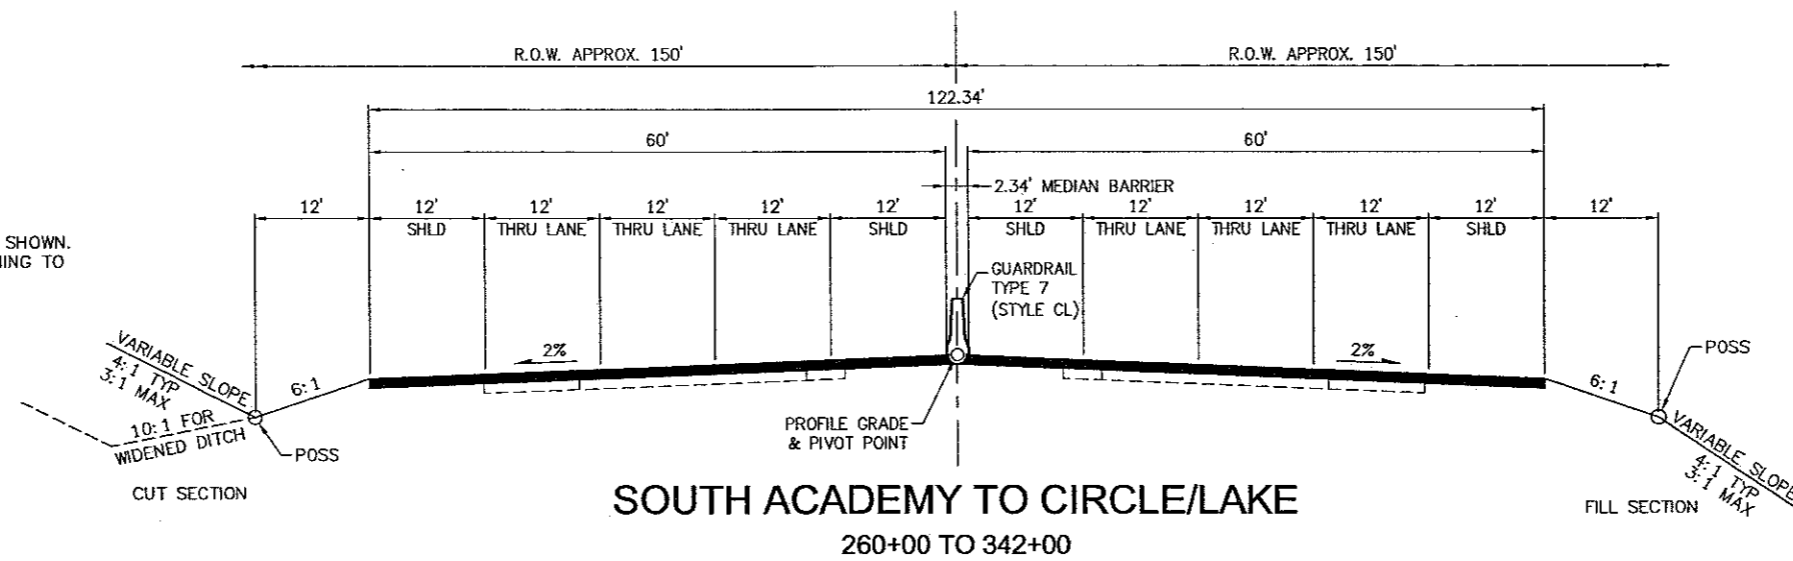 R.O.W. APPROX. 150'
R.O.W. APPROX. 150'
122.34'
60'
60'
2.34' MEDIAN BARRIER
12'
12'
12'
12'
12'
12'
12'
12'
12'
12'
12'
12'
SHLD
THRU LANE
THRU LANE
THRU LANE
SHLD
SHLD
THRU LANE
THRU LANE
THRU LANE
SHLD
SHOWN.
ING TO
GUARDRAIL
TYPE 7
(STYLE CL)
2%
2%
POSS
VARIABLE SLOPE
4:1 TYP
3:1 MAX
6:1
6:1
10:1 FOR
WIDENED DITCH
POSS
PROFILE GRADE
& PIVOT POINT
VARIABLE SLOPE
4:1 TYP
3:1 MAX
CUT SECTION
FILL SECTION
SOUTH ACADEMY TO CIRCLE/LAKE
260+00 TO 342+00